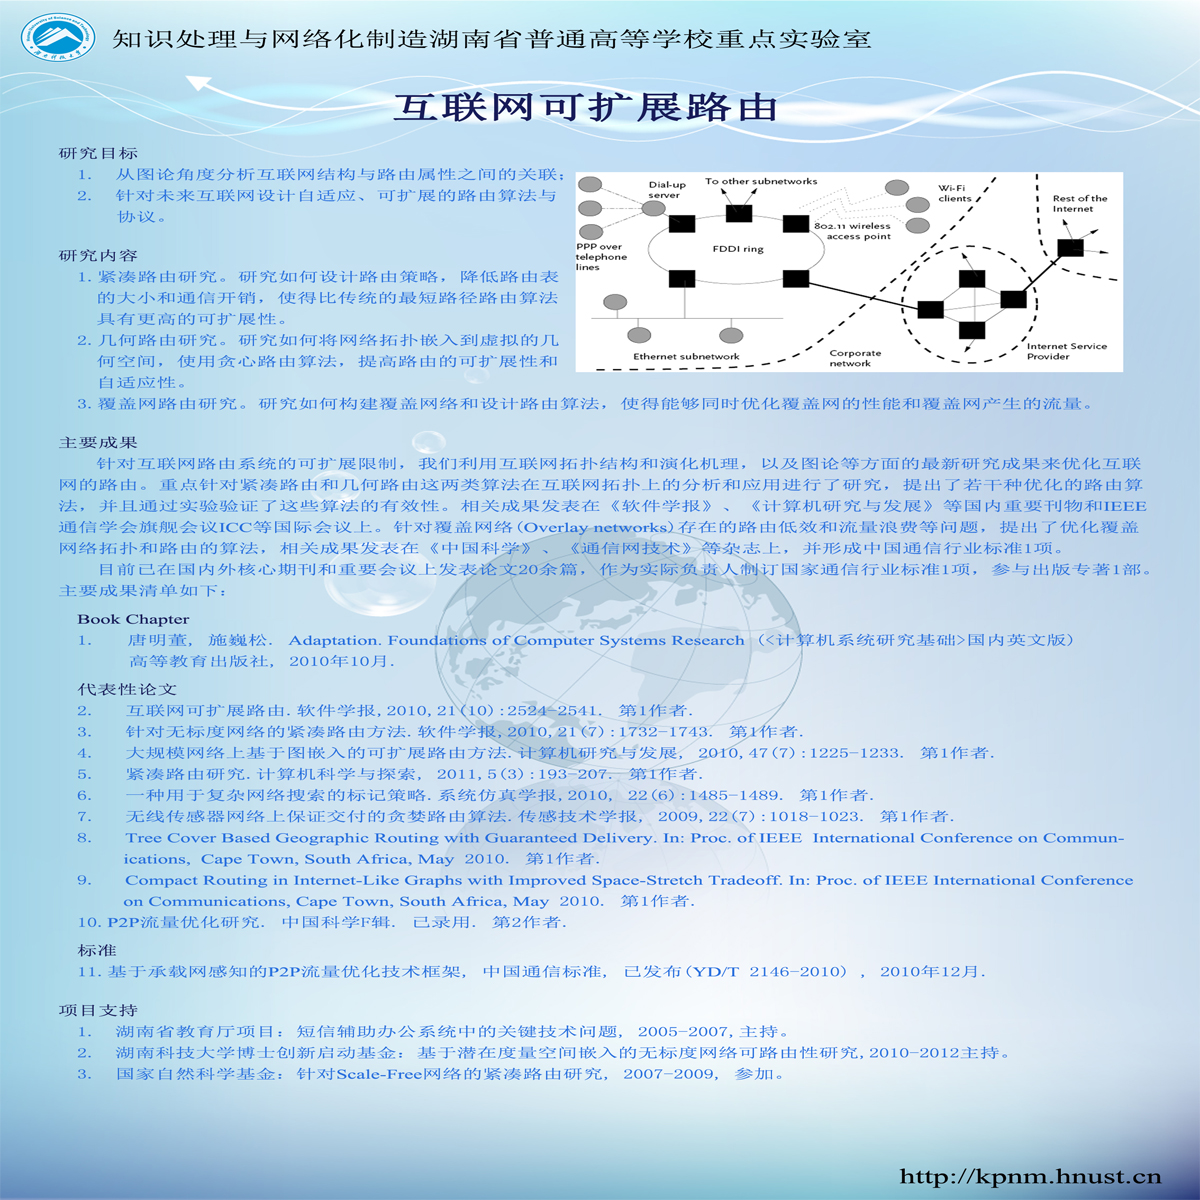 知识处理与网络化制造湖南省普通高等学校重点实验室
互联网可扩展路由
研究目标
1. 从图论角度分析互联网结构与路由属性之间的关联;
2. 针对未来互联网设计自适应、可扩展的路由算法与
协议。
研究内容
1. 紧凑路由研究。研究如何设计路由策略，降低路由表
的大小和通信开销，使得比传统的最短路径路由算法
具有更高的可扩展性。
2. 几何路由研究。研究如何将网络拓扑嵌入到虚拟的几
何空间，使用贪心路由算法，提高路由的可扩展性和
自适应性。
3. 覆盖网路由研究。研究如何构建覆盖网络和设计路由算法，使得能够同时优化覆盖网的性能和覆盖网产生的流量。
Dial-up
server
To other subnetworks
Wi-Fi
clients
Rest of the
Internet
802.11 wireless
access point
PPP over
telephone
lines
FDDI ring
Ethernet subnetwork
Corporate
network
Internet Service
Provider
主要成果
针对互联网路由系统的可扩展限制，我们利用互联网拓扑结构和演化机理，以及图论等方面的最新研究成果来优化互联
网的路由。重点针对紧凑路由和几何路由这两类算法在互联网拓扑上的分析和应用进行了研究，提出了若干种优化的路由算
法，并且通过实验验证了这些算法的有效性。相关成果发表在《软件学报》、《计算机研究与发展》等国内重要刊物和IEEE
通信学会旗舰会议ICC等国际会议上。针对覆盖网络(Overlay networks)存在的路由低效和流量浪费等问题，提出了优化覆盖
网络拓扑和路由的算法，相关成果发表在《中国科学》、《通信网技术》等杂志上，并形成中国通信行业标准1项。
目前已在国内外核心期刊和重要会议上发表论文20余篇，作为实际负责人制订国家通信行业标准1项，参与出版专著1部。
主要成果清单如下:
Book Chapter
1. 唐明董, 施巍松. Adaptation. Foundations of Computer Systems Research (<计算机系统研究基础>国内英文版)
高等教育出版社, 2010年10月.
代表性论文
2. 互联网可扩展路由.软件学报,2010,21(10):2524-2541. 第1作者.
3. 针对无标度网络的紧凑路由方法.软件学报,2010,21(7):1732-1743. 第1作者.
4. 大规模网络上基于图嵌入的可扩展路由方法.计算机研究与发展, 2010,47(7):1225-1233. 第1作者.
5. 紧凑路由研究.计算机科学与探索, 2011,5(3):193-207. 第1作者.
6. 一种用于复杂网络搜索的标记策略.系统仿真学报,2010, 22(6):1485-1489. 第1作者.
7. 无线传感器网络上保证交付的贪婪路由算法.传感技术学报, 2009,22(7):1018-1023. 第1作者.
8. Tree Cover Based Geographic Routing with Guaranteed Delivery. In: Proc. of IEEE International Conference on Commun-
ications, Cape Town, South Africa, May 2010. 第1作者.
9. Compact Routing in Internet-Like Graphs with Improved Space-Stretch Tradeoff. In: Proc. of IEEE International Conference
on Communications, Cape Town, South Africa, May 2010. 第1作者.
10. P2P流量优化研究. 中国科学F辑. 已录用. 第2作者.
标准
11. 基于承载网感知的P2P流量优化技术框架, 中国通信标准, 已发布(YD/T 2146-2010) , 2010年12月.
项目支持
1. 湖南省教育厅项目: 短信辅助办公系统中的关键技术问题, 2005-2007,主持。
2. 湖南科技大学博士创新启动基金: 基于潜在度量空间嵌入的无标度网络可路由性研究,2010-2012主持。
3. 国家自然科学基金: 针对Scale-Free网络的紧凑路由研究, 2007-2009, 参加。
http://kpnm.hnust.cn